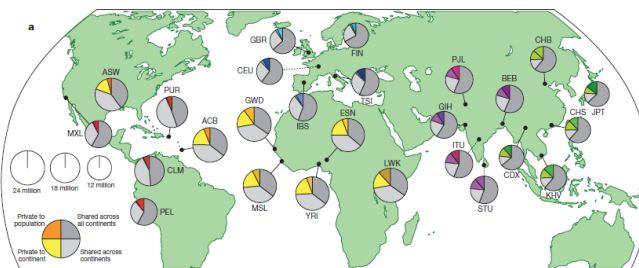 a
GBR
FIN
CHB
CEU
PJL
ASW
BEB
TSI
PUR
GWD
IBS
ESN
GIH
CHS
JPT
ACB
MXL
ITU
LWK
CDX
CLM
KHV
24 million
18 million
12 million
MSL
STU
PEL
YRI
Private to
population
Shared across
all continents
Private to
continent
Shared across
continents